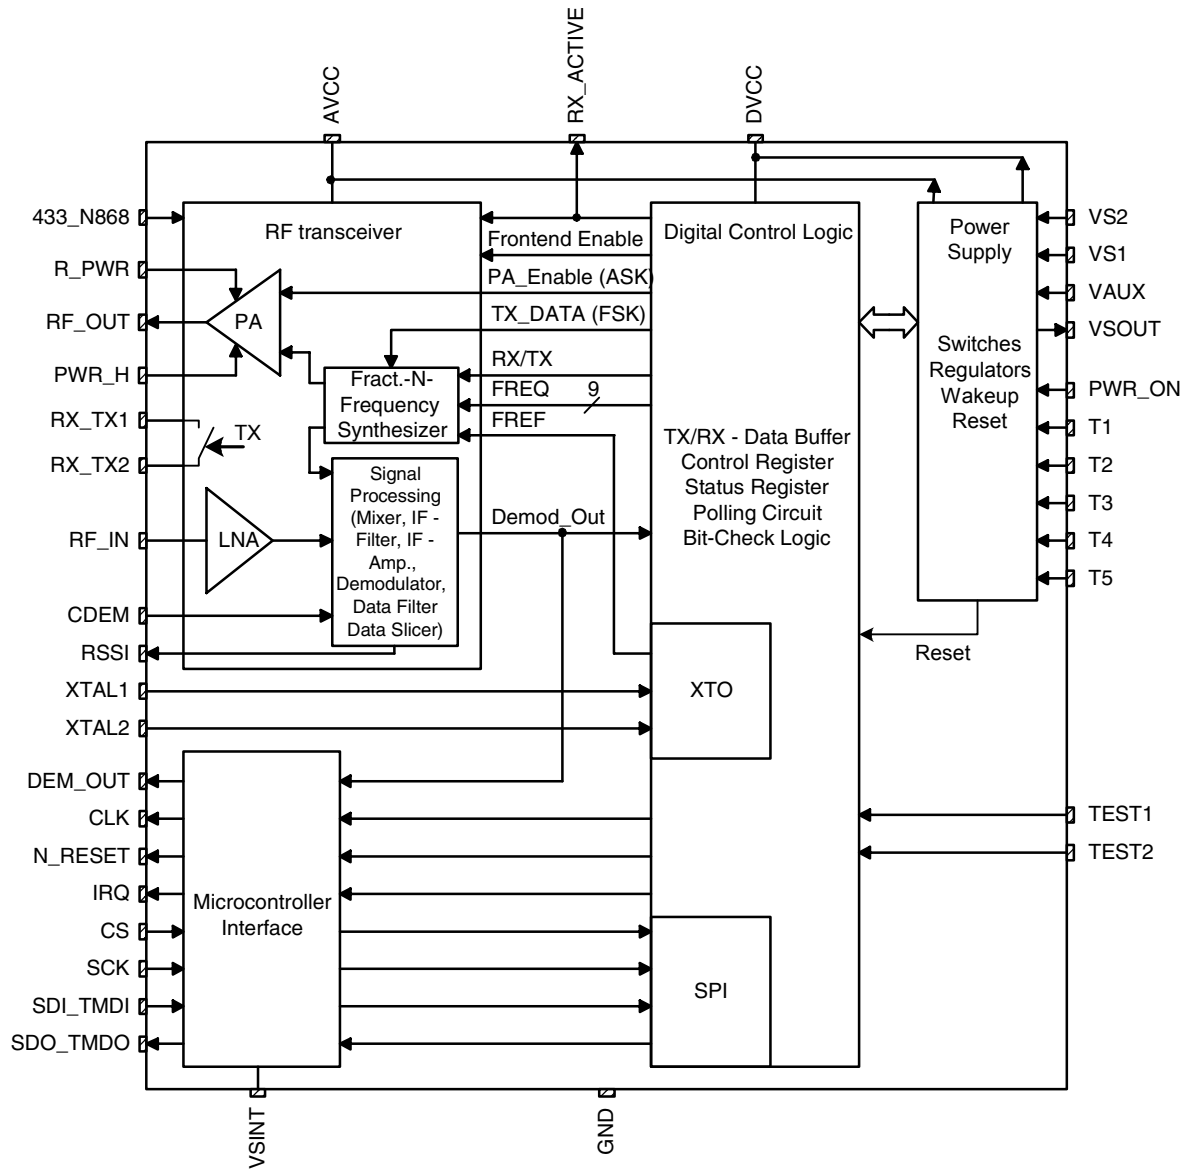 AVCC
RX_ACTIVE
DVCC
433_N868
R_PWR
RF_OUT
PWR_H
RX_TX1
RX_TX2
RF_IN
CDEM
RSSI
XTAL1
XTAL2
DEM_OUT
CLK
N_RESET
IRQ
CS
SCK
SDI_TMDI
SDO_TMDO
RF transceiver
PA
TX
LNA
Fract.-N-
Frequency
Synthesizer
Signal
Processing
(Mixer, IF -
Filter, IF -
Amp.,
Demodulator,
Data Filter
Data Slicer)
Frontend Enable
PA_Enable (ASK)
TX_DATA (FSK)
RX/TX
FREQ
9
FREF
Demod_Out
Digital Control Logic
TX/RX - Data Buffer
Control Register
Status Register
Polling Circuit
Bit-Check Logic
XTO
SPI
Microcontroller
Interface
Power
Supply
Switches
Regulators
Wakeup
Reset
Reset
VS2
VS1
VAUX
VSOUT
PWR_ON
T1
T2
T3
T4
T5
TEST1
TEST2
VSINT
GND